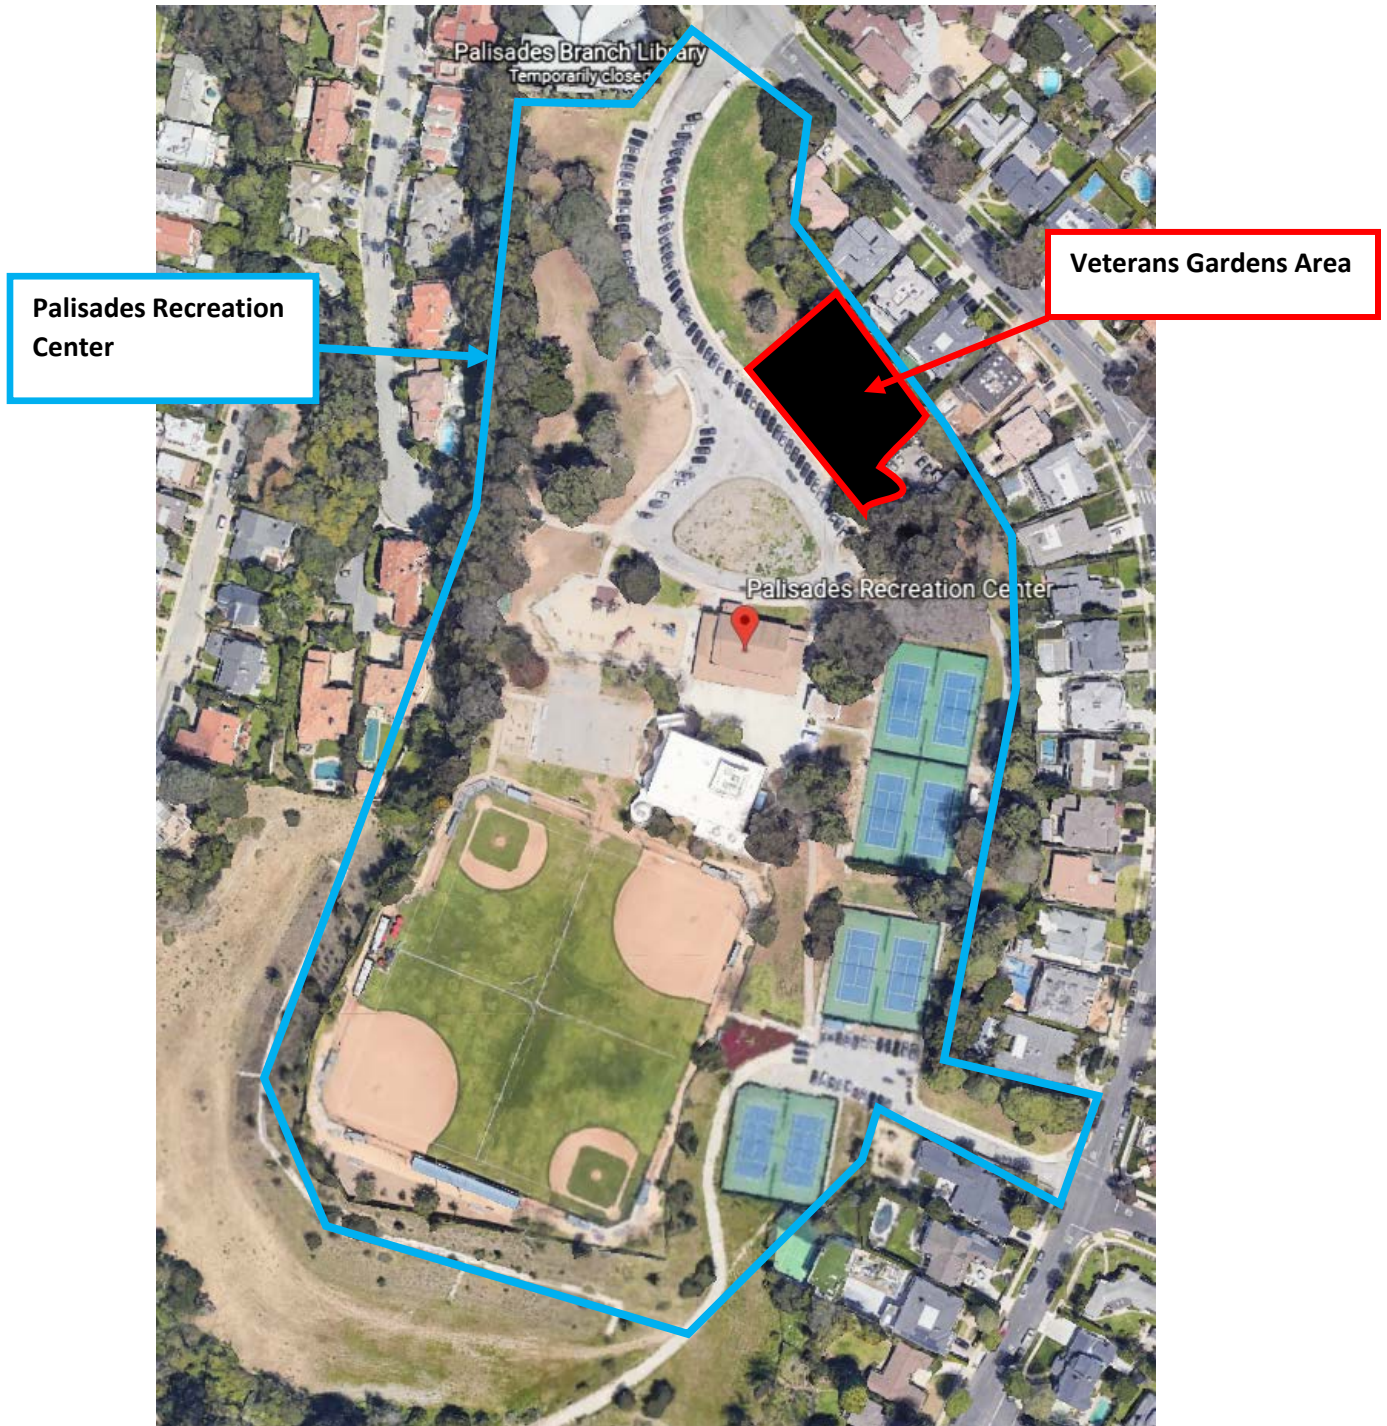 Palisades Branch Library
Temporarily closed
Veterans Gardens Area
Palisades Recreation
Center
Palisades Recreation Center